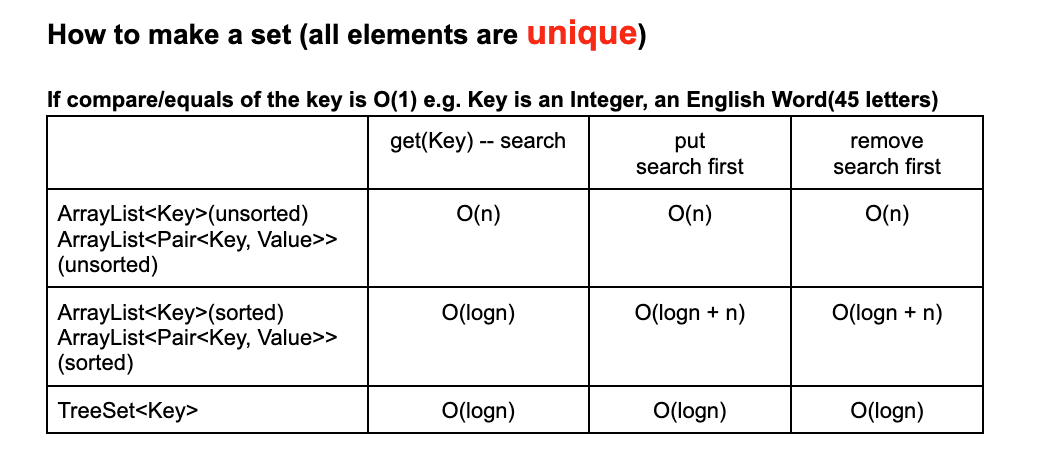 How to make a set (all elements are unique)
If compare/equals of the key is O(1) e.g. Key is an Integer, an English Word(45 letters)
get(Key) -- search
put
search first
remove
search first
ArrayList<Key>(unsorted)
ArrayList<Pair<Key, Value>>
(unsorted)
O(n)
O(n)
O(n)
ArrayList<Key>(sorted)
ArrayList<Pair<Key, Value>>
(sorted)
O(logn)
O(logn + n)
O(logn + n)
TreeSet<Key>
O(logn)
O(logn)
O(logn)